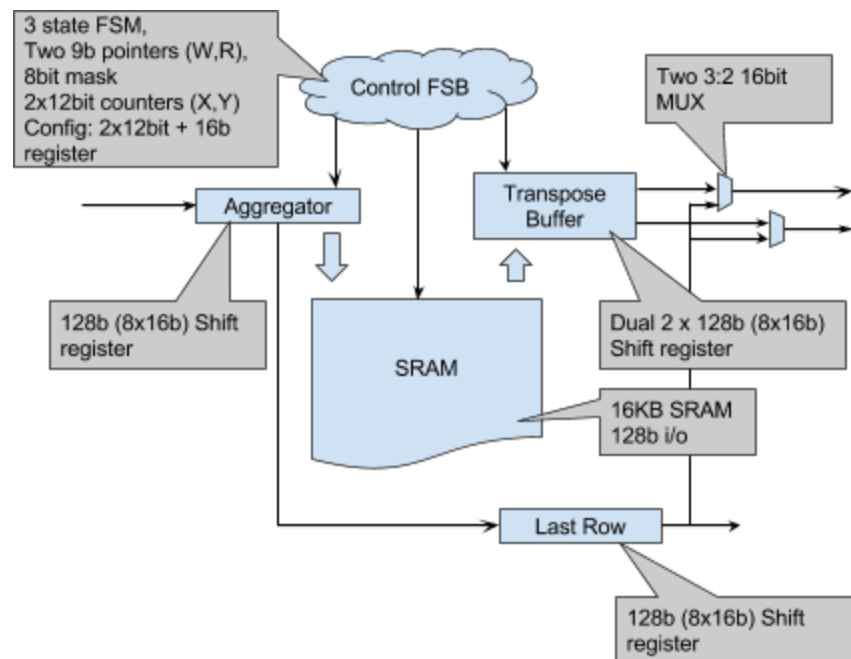 3 state FSM,
Two 9b pointers (W,R),
8bit mask
2x12bit counters (X,Y)
Config: 2x12bit + 16b
register
Control FSB
Two 3:2 16bit
MUX
Aggregator
Transpose
Buffer
128b (8x16b) Shift
register
Dual 2 x 128b (8x16b)
Shift register
SRAM
16KB SRAM
128b i/o
Last Row
128b (8x16b) Shift
register